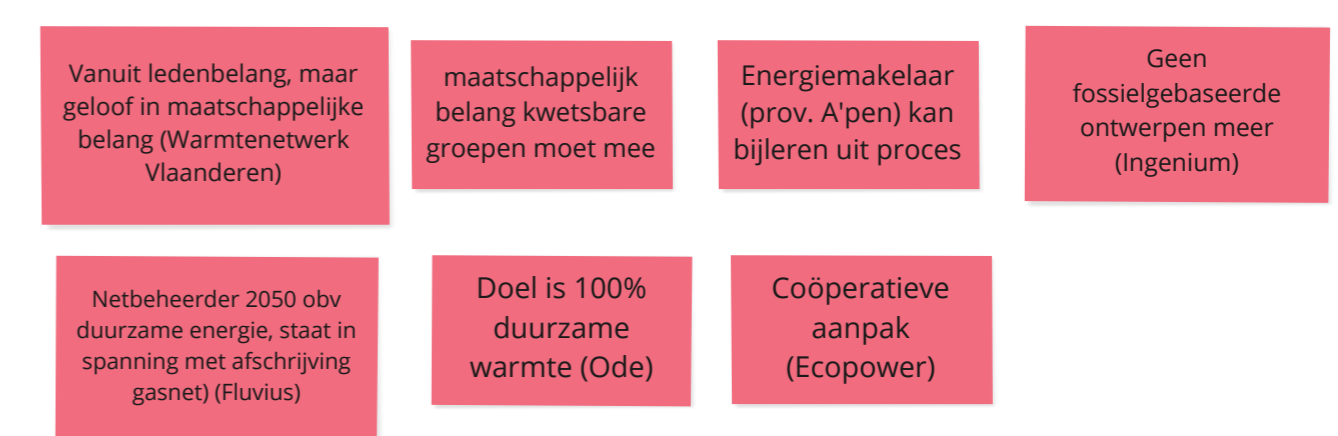 Vanuit ledenbelang, maar
geloof in maatschappelijke
belang (Warmtenetwerk
Vlaanderen)
maatschappelijk
belang kwetsbare
groepen moet mee
Energiemakelaar
(prov. A'pen) kan
bijleren uit proces
Geen
fossielgebaseerde
ontwerpen meer
(Ingenium)
Netbeheerder 2050 obv
duurzame energie, staat in
spanning met afschrijving
gasnet) (Fluvius)
Doel is 100%
duurzame
warmte (Ode)
Coöperatieve
aanpak
(Ecopower)